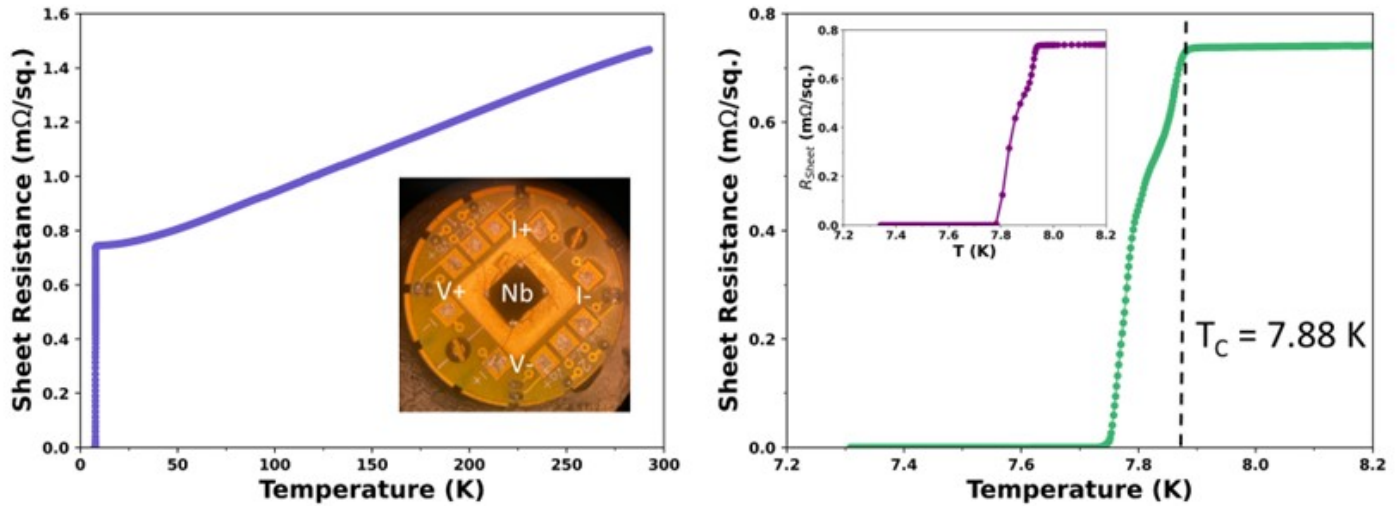 Sheet Resistance (mΩ/sq.)
1.6
1.4
1.2
1.0
0.8
0.6
0.4
0.2
0.0
0 50 100 150 200 250 300
Temperature (K)
I+
V+ Nb I-
V-
Sheet Resistance (mΩ/sq.)
0.8
0.6
0.4
0.2
0.0
7.2 7.4 7.6 7.8 8.0 8.2
Temperature (K)
R_Sheet (mΩ/sq.)
0.8
0.6
0.4
0.2
0.0
7.2 7.4 7.6 7.8 8.0 8.2
T (K)
T_C = 7.88 K